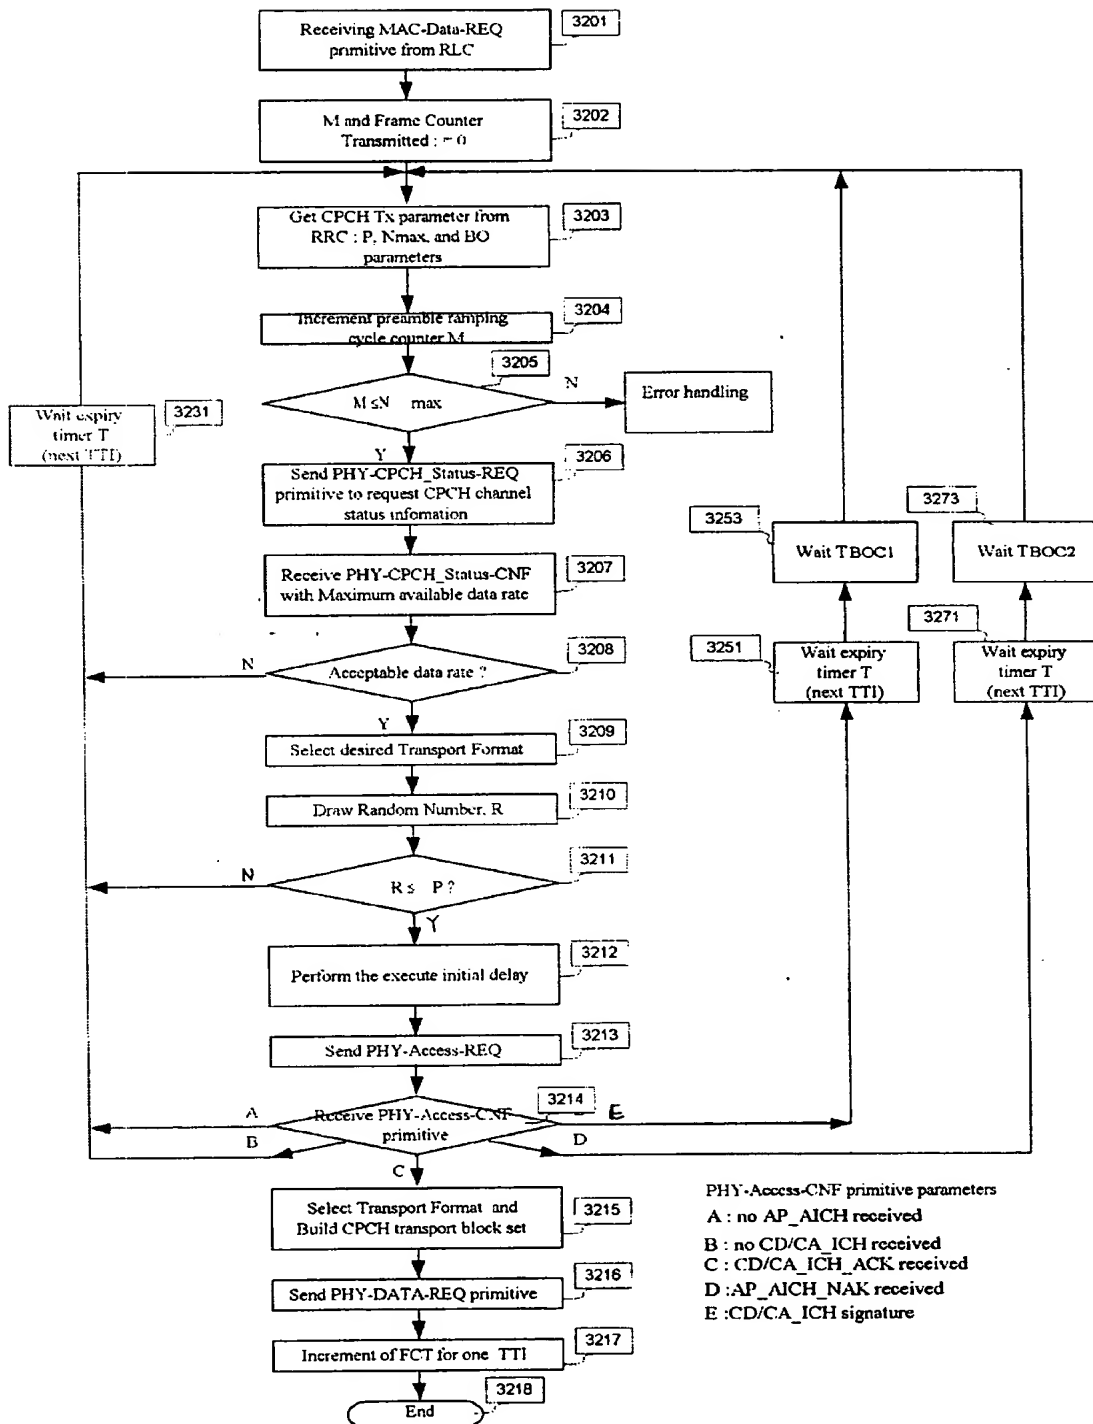 Receiving MAC-Data-REQ
primitive from RLC
3201
M and Frame Counter
Transmitted : = 0
3202
Get CPCH Tx parameter from
RRC : P, Nmax, and BO
parameters
3203
Increment preamble ramping
cycle counter M
3204
M ≤N max
3205
N
Error handling
Y
Wait expiry
timer T
(next TTI)
3231
Send PHY-CPCH_Status-REQ
primitive to request CPCH channel
status infomation
3206
Receive PHY-CPCH_Status-CNF
with Maximum available data rate
3207
3253
Wait TBOC1
3273
Wait TBOC2
3251
Wait expiry
timer T
(next TTI)
3271
Wait expiry
timer T
(next TTI)
N
Acceptable data rate ?
3208
Y
Select desired Transport Format
3209
Draw Random Number, R
3210
N
R ≤ P ?
3211
Y
Perform the execute initial delay
3212
Send PHY-Access-REQ
3213
A
Receive PHY-Access-CNF
primitive
3214
E
B
D
C
Select Transport Format and
Build CPCH transport block set
3215
Send PHY-DATA-REQ primitive
3216
Increment of FCT for one TTI
3217
End
3218
PHY-Access-CNF primitive parameters
A : no AP_AICH received
B : no CD/CA_ICH received
C : CD/CA_ICH_ACK received
D :AP_AICH_NAK received
E :CD/CA_ICH signature